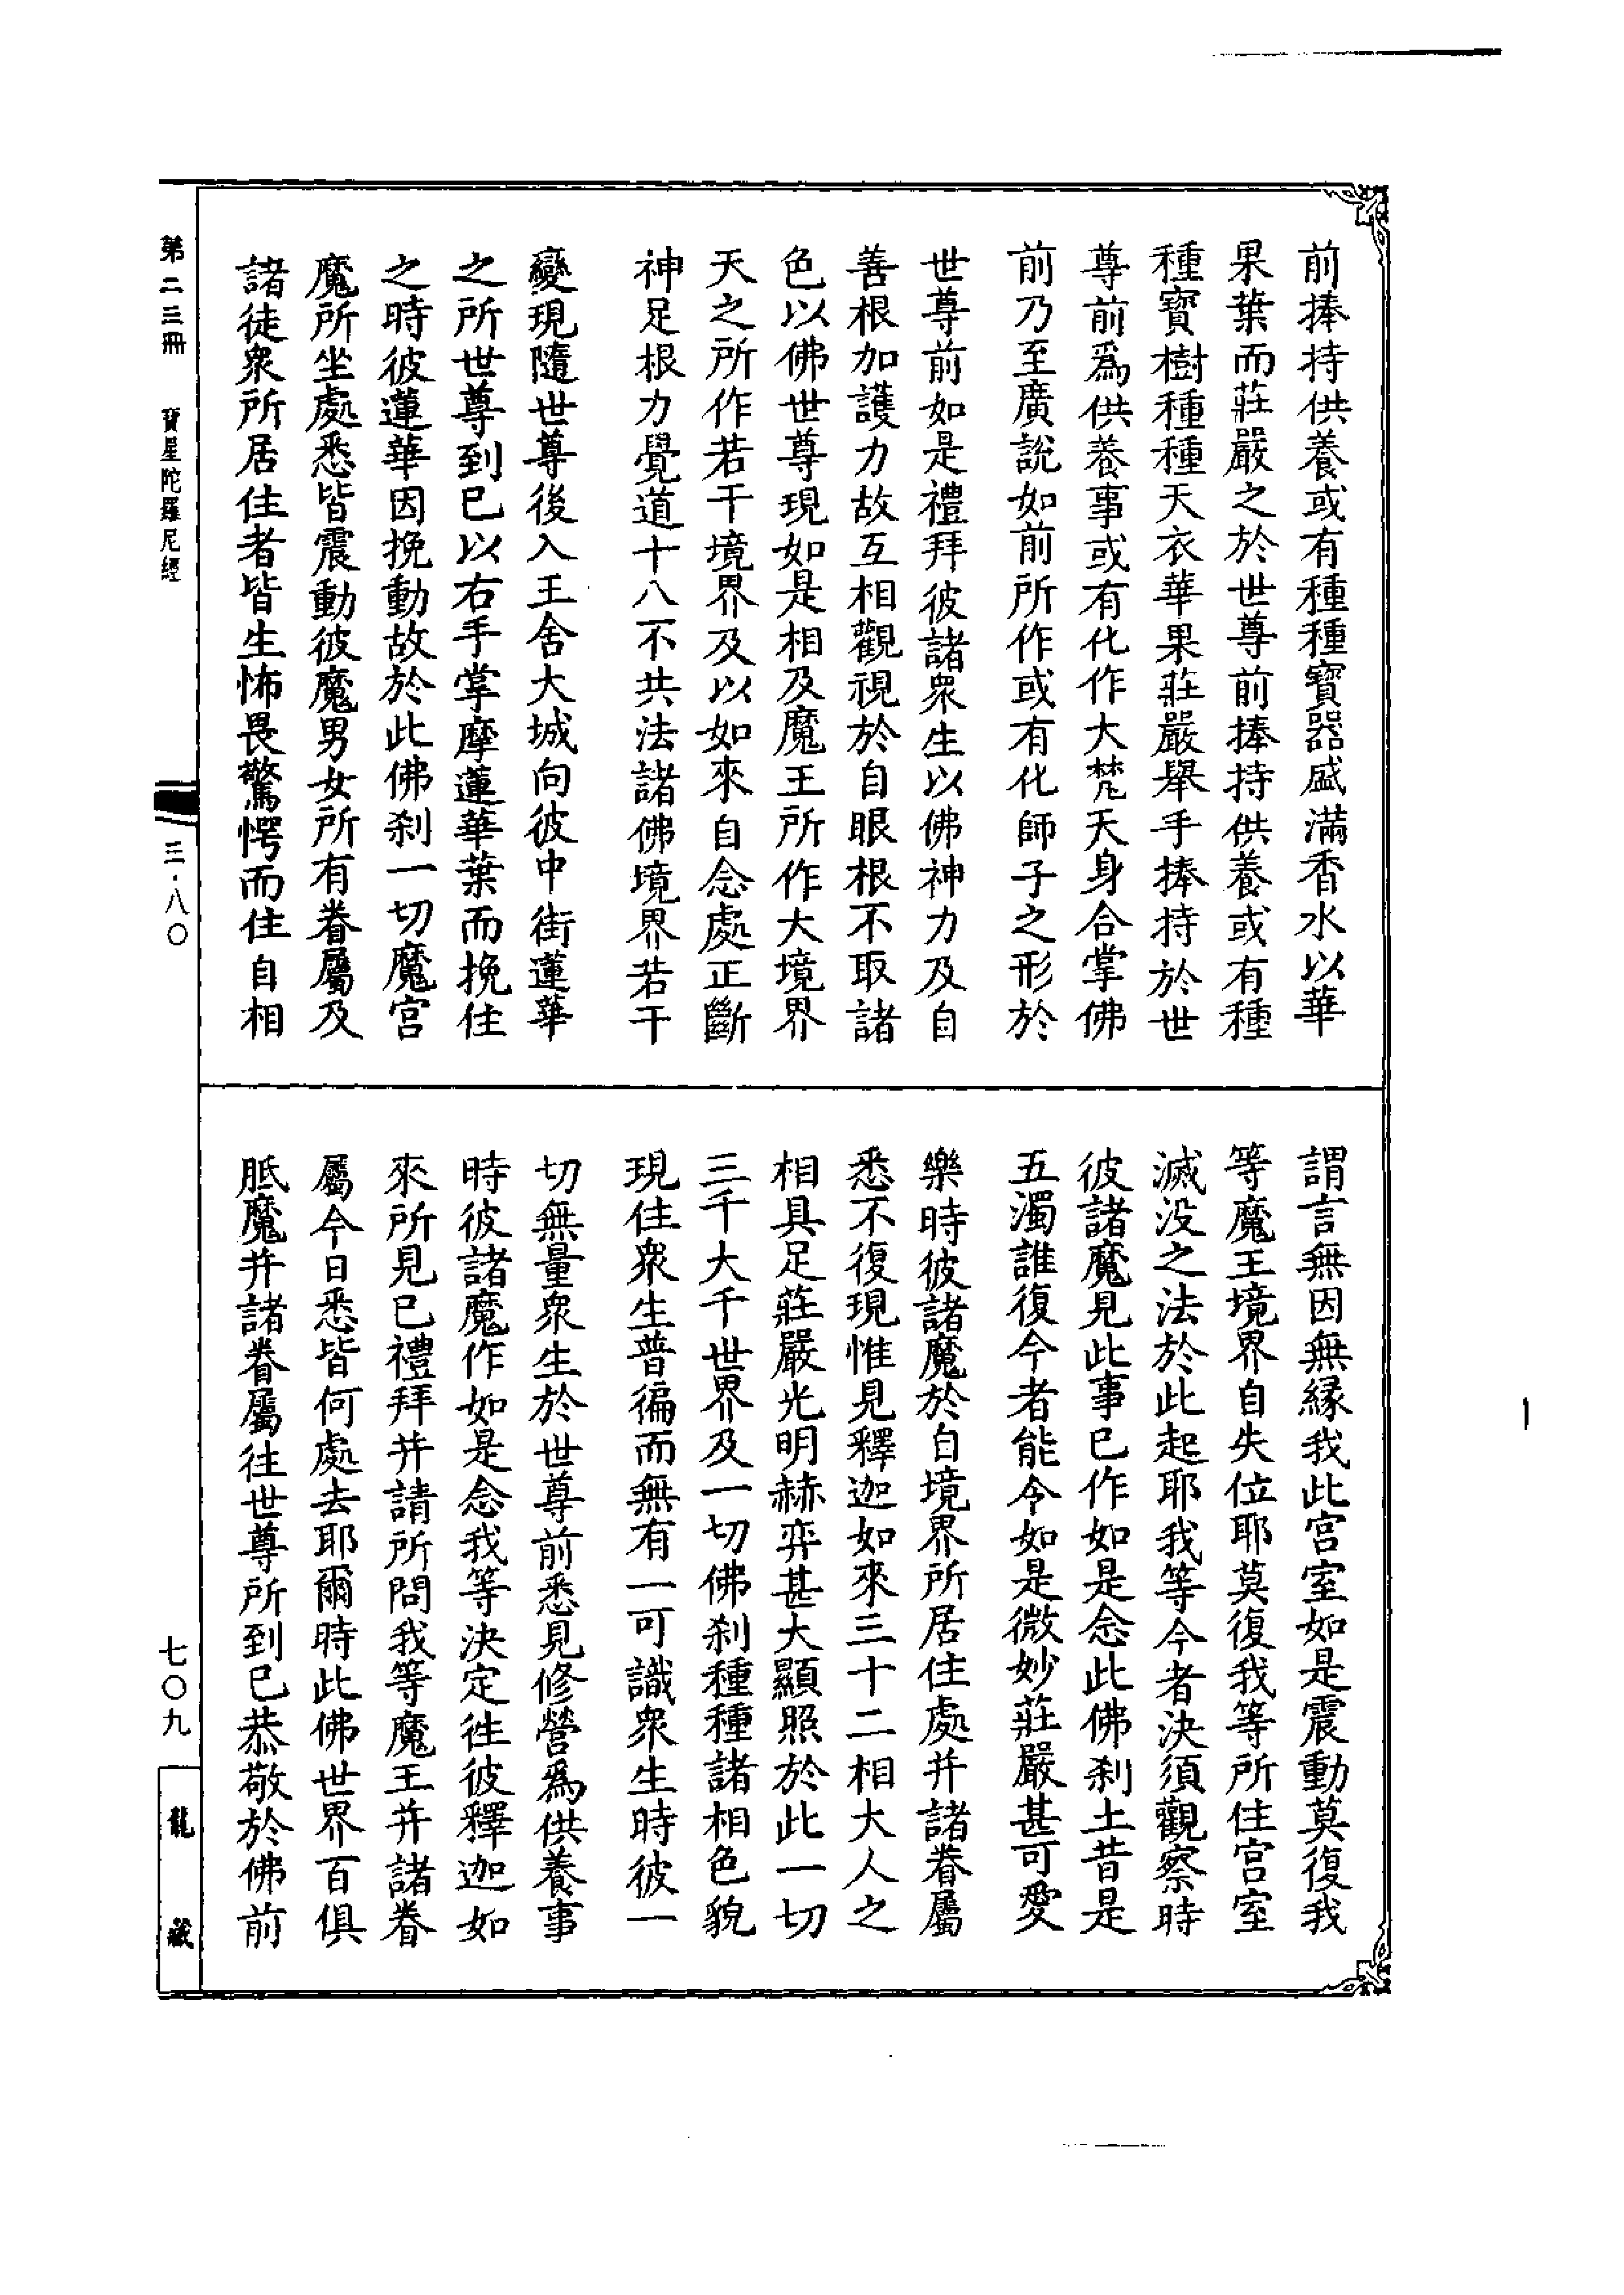 前捧持供養或有種種寶器盛滿香水以華
果葉而莊嚴之於世尊前捧持供養或有種
種寶樹種種天衣華果莊嚴舉手捧持於世
尊前爲供養事或有化作大梵天身合掌佛
前乃至廣說如前所作或有化師子之形於
世尊前如是禮拜彼諸衆生以佛神力及自
善根加護力故互相觀視於自眼根不取諸
色以佛世尊現如是相及魔王所作大境界
天之所作若干境界及以如來自念處正斷
神足根力覺道十八不共法諸佛境界若干
變現隨世尊後入王舍大城向彼中街蓮華
之所世尊到已以右手掌摩蓮華葉而挽住
之時彼蓮華因挽動故於此佛刹一切魔宫
魔所坐處悉皆震動彼魔男女所有眷屬及
諸徒衆所居住者皆生怖畏驚愕而住自相
謂言無因無縁我此宫室如是震動莫復我
等魔王境界自失位耶莫復我等所住宫室
滅没之法於此起耶我等今者決須觀察時
彼諸魔見此事已作如是念此佛刹土昔是
五濁誰復今者能令如是微妙莊嚴甚可愛
樂時彼諸魔於自境界所居住處并諸眷屬
悉不復現惟見釋迦如來三十二相大人之
相具足莊嚴光明赫弈甚大顯照於此一切
三千大千世界及一切佛刹種種諸相色貌
現住衆生普徧而無有一可識衆生時彼一
切無量衆生於世尊前悉見修營爲供養事
時彼諸魔作如是念我等決定往彼釋迦如
來所見已禮拜并請所問我等魔王并諸眷
屬今日悉皆何處去耶爾時此佛世界百俱
胝魔并諸眷屬往世尊所到已恭敬於佛前
第二三冊 寶星陀羅尼經 三·八〇 七〇九 龍藏